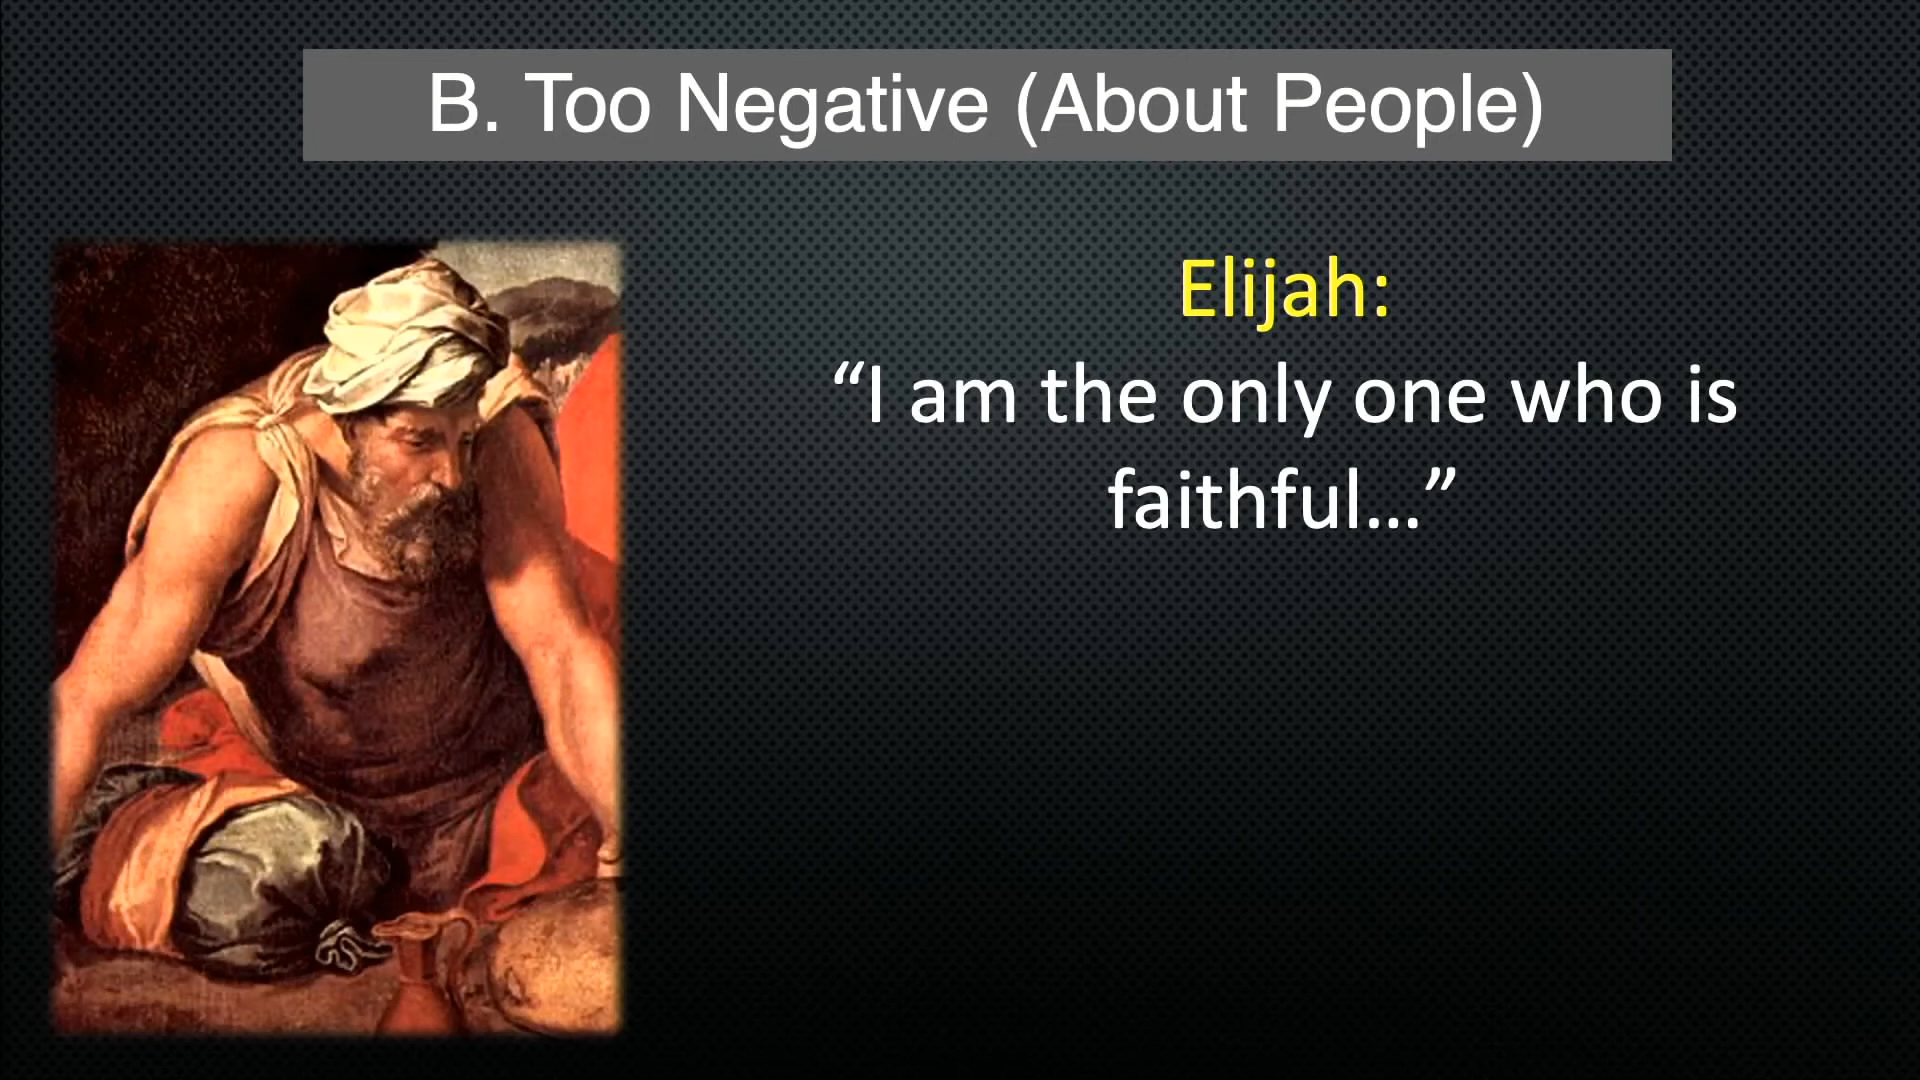 B. Too Negative (About People)
Elijah:
“I am the only one who is
faithful…”